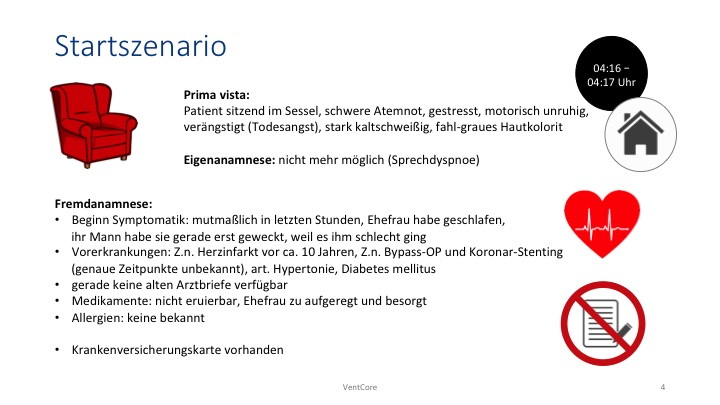 Startszenario
04:16 –
04:17 Uhr
Prima vista:
Patient sitzend im Sessel, schwere Atemnot, gestresst, motorisch unruhig,
verängstigt (Todesangst), stark kaltschweißig, fahl-graues Hautkolorit
Eigenanamnese: nicht mehr möglich (Sprechdyspnoe)
Fremdanamnese:
• Beginn Symptomatik: mutmaßlich in letzten Stunden, Ehefrau habe geschlafen,
ihr Mann habe sie gerade erst geweckt, weil es ihm schlecht ging
• Vorerkrankungen: Z.n. Herzinfarkt vor ca. 10 Jahren, Z.n. Bypass-OP und Koronar-Stenting
(genaue Zeitpunkte unbekannt), art. Hypertonie, Diabetes mellitus
• gerade keine alten Arztbriefe verfügbar
• Medikamente: nicht eruierbar, Ehefrau zu aufgeregt und besorgt
• Allergien: keine bekannt
• Krankenversicherungskarte vorhanden
VentCore
4